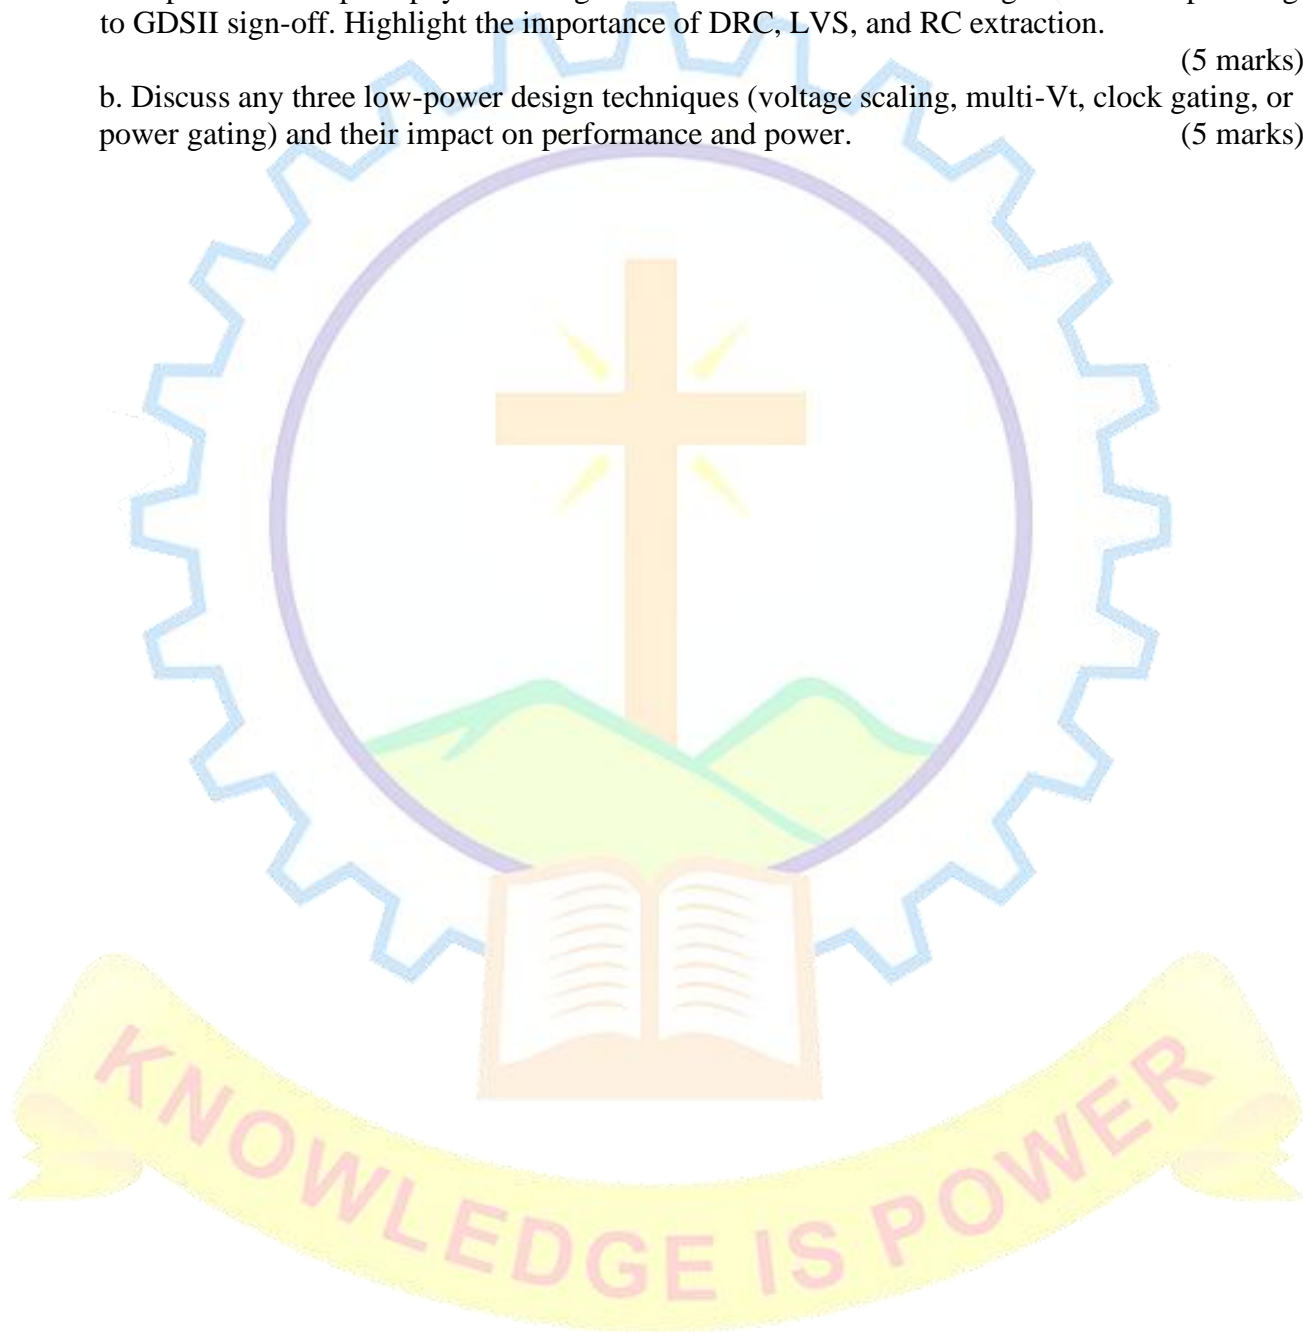 to GDSII sign-off. Highlight the importance of DRC, LVS, and RC extraction.
(5 marks)
b. Discuss any three low-power design techniques (voltage scaling, multi-Vt, clock gating, or
power gating) and their impact on performance and power. (5 marks)
KNOWLEDGE IS POWER